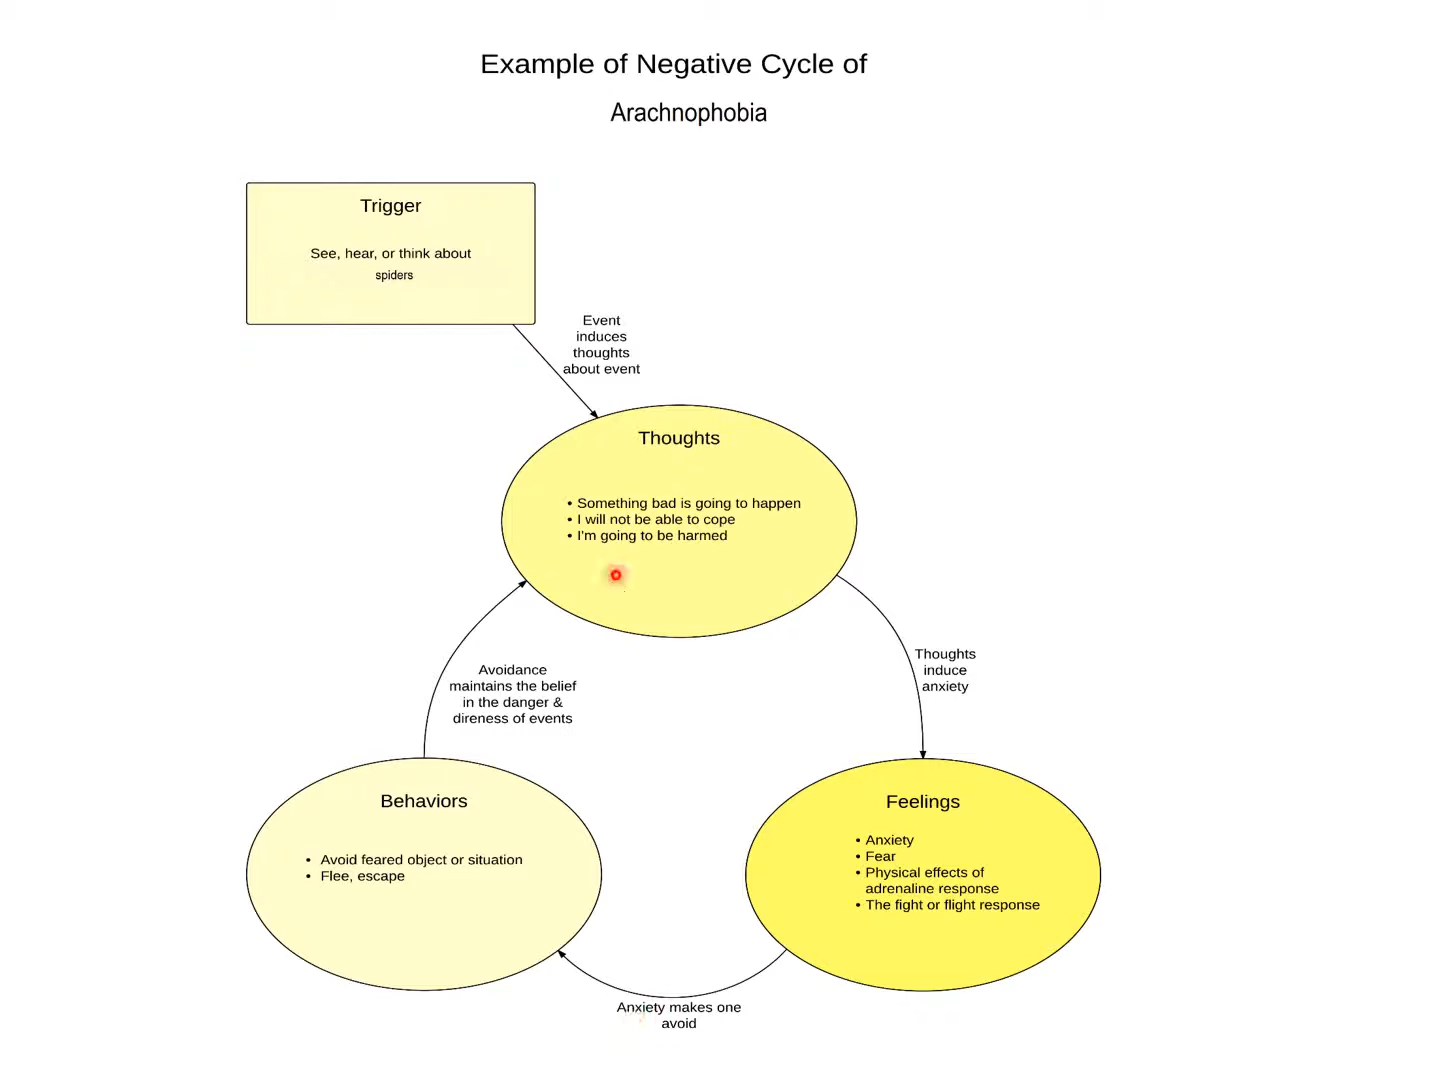 Example of Negative Cycle of
Arachnophobia
Trigger
See, hear, or think about
spiders
Event
induces
thoughts
about event
Thoughts
• Something bad is going to happen
• I will not be able to cope
• I'm going to be harmed
Thoughts
induce
anxiety
Avoidance
maintains the belief
in the danger &
direness of events
Behaviors
• Avoid feared object or situation
• Flee, escape
Feelings
• Anxiety
• Fear
• Physical effects of
adrenaline response
• The fight or flight response
Anxiety makes one
avoid